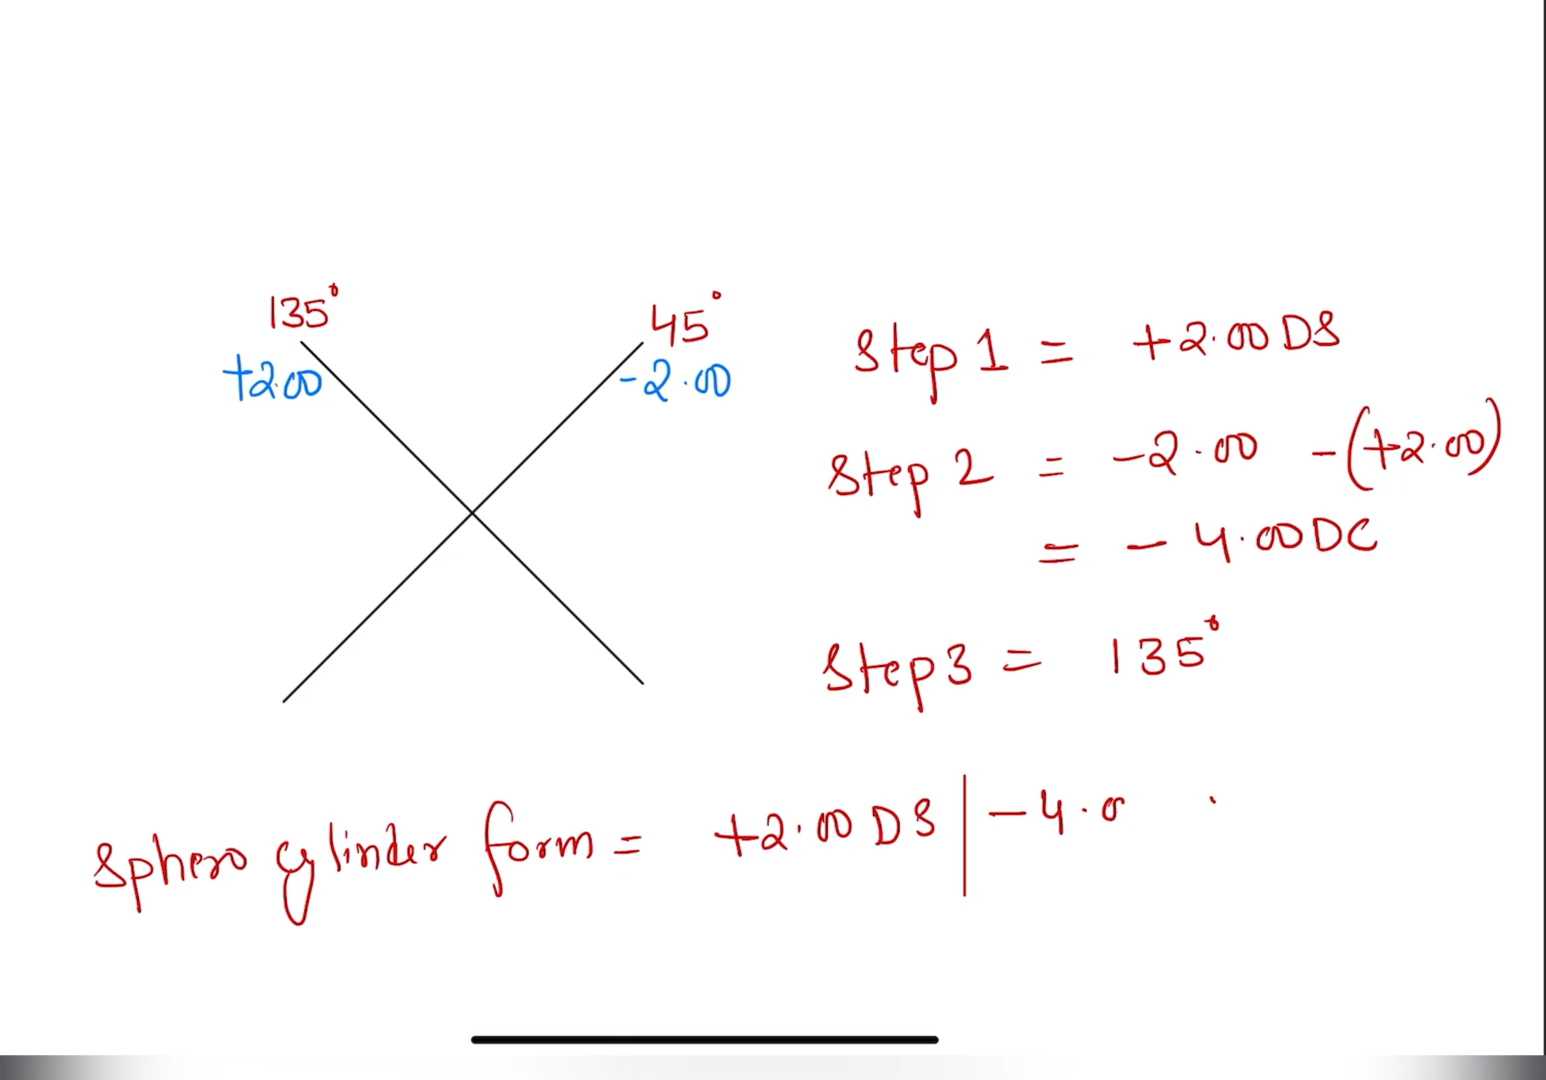 135°
+2.00
45°
-2.00
Step 1 = +2.00 DS
Step 2 = -2.00 -(+2.00)
= - 4.00 DC
Step 3 = 135°
Sphero cylinder form = +2.00 DS | -4.0